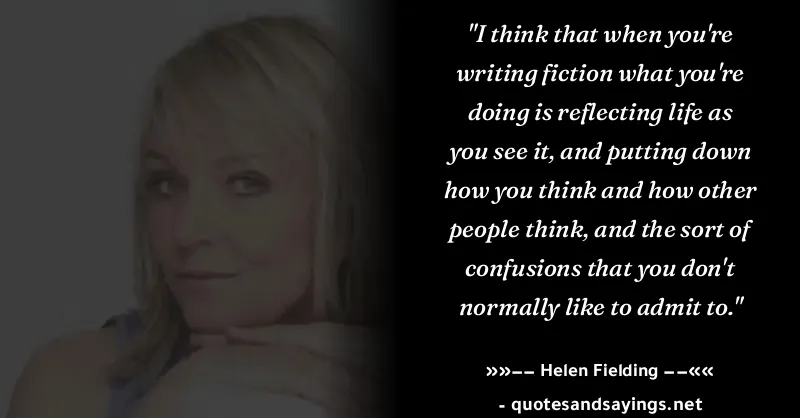 "I think that when you're
writing fiction what you're
doing is reflecting life as
you see it, and putting down
how you think and how other
people think, and the sort of
confusions that you don't
normally like to admit to."
»»-– Helen Fielding –-««
- quotesandsayings.net